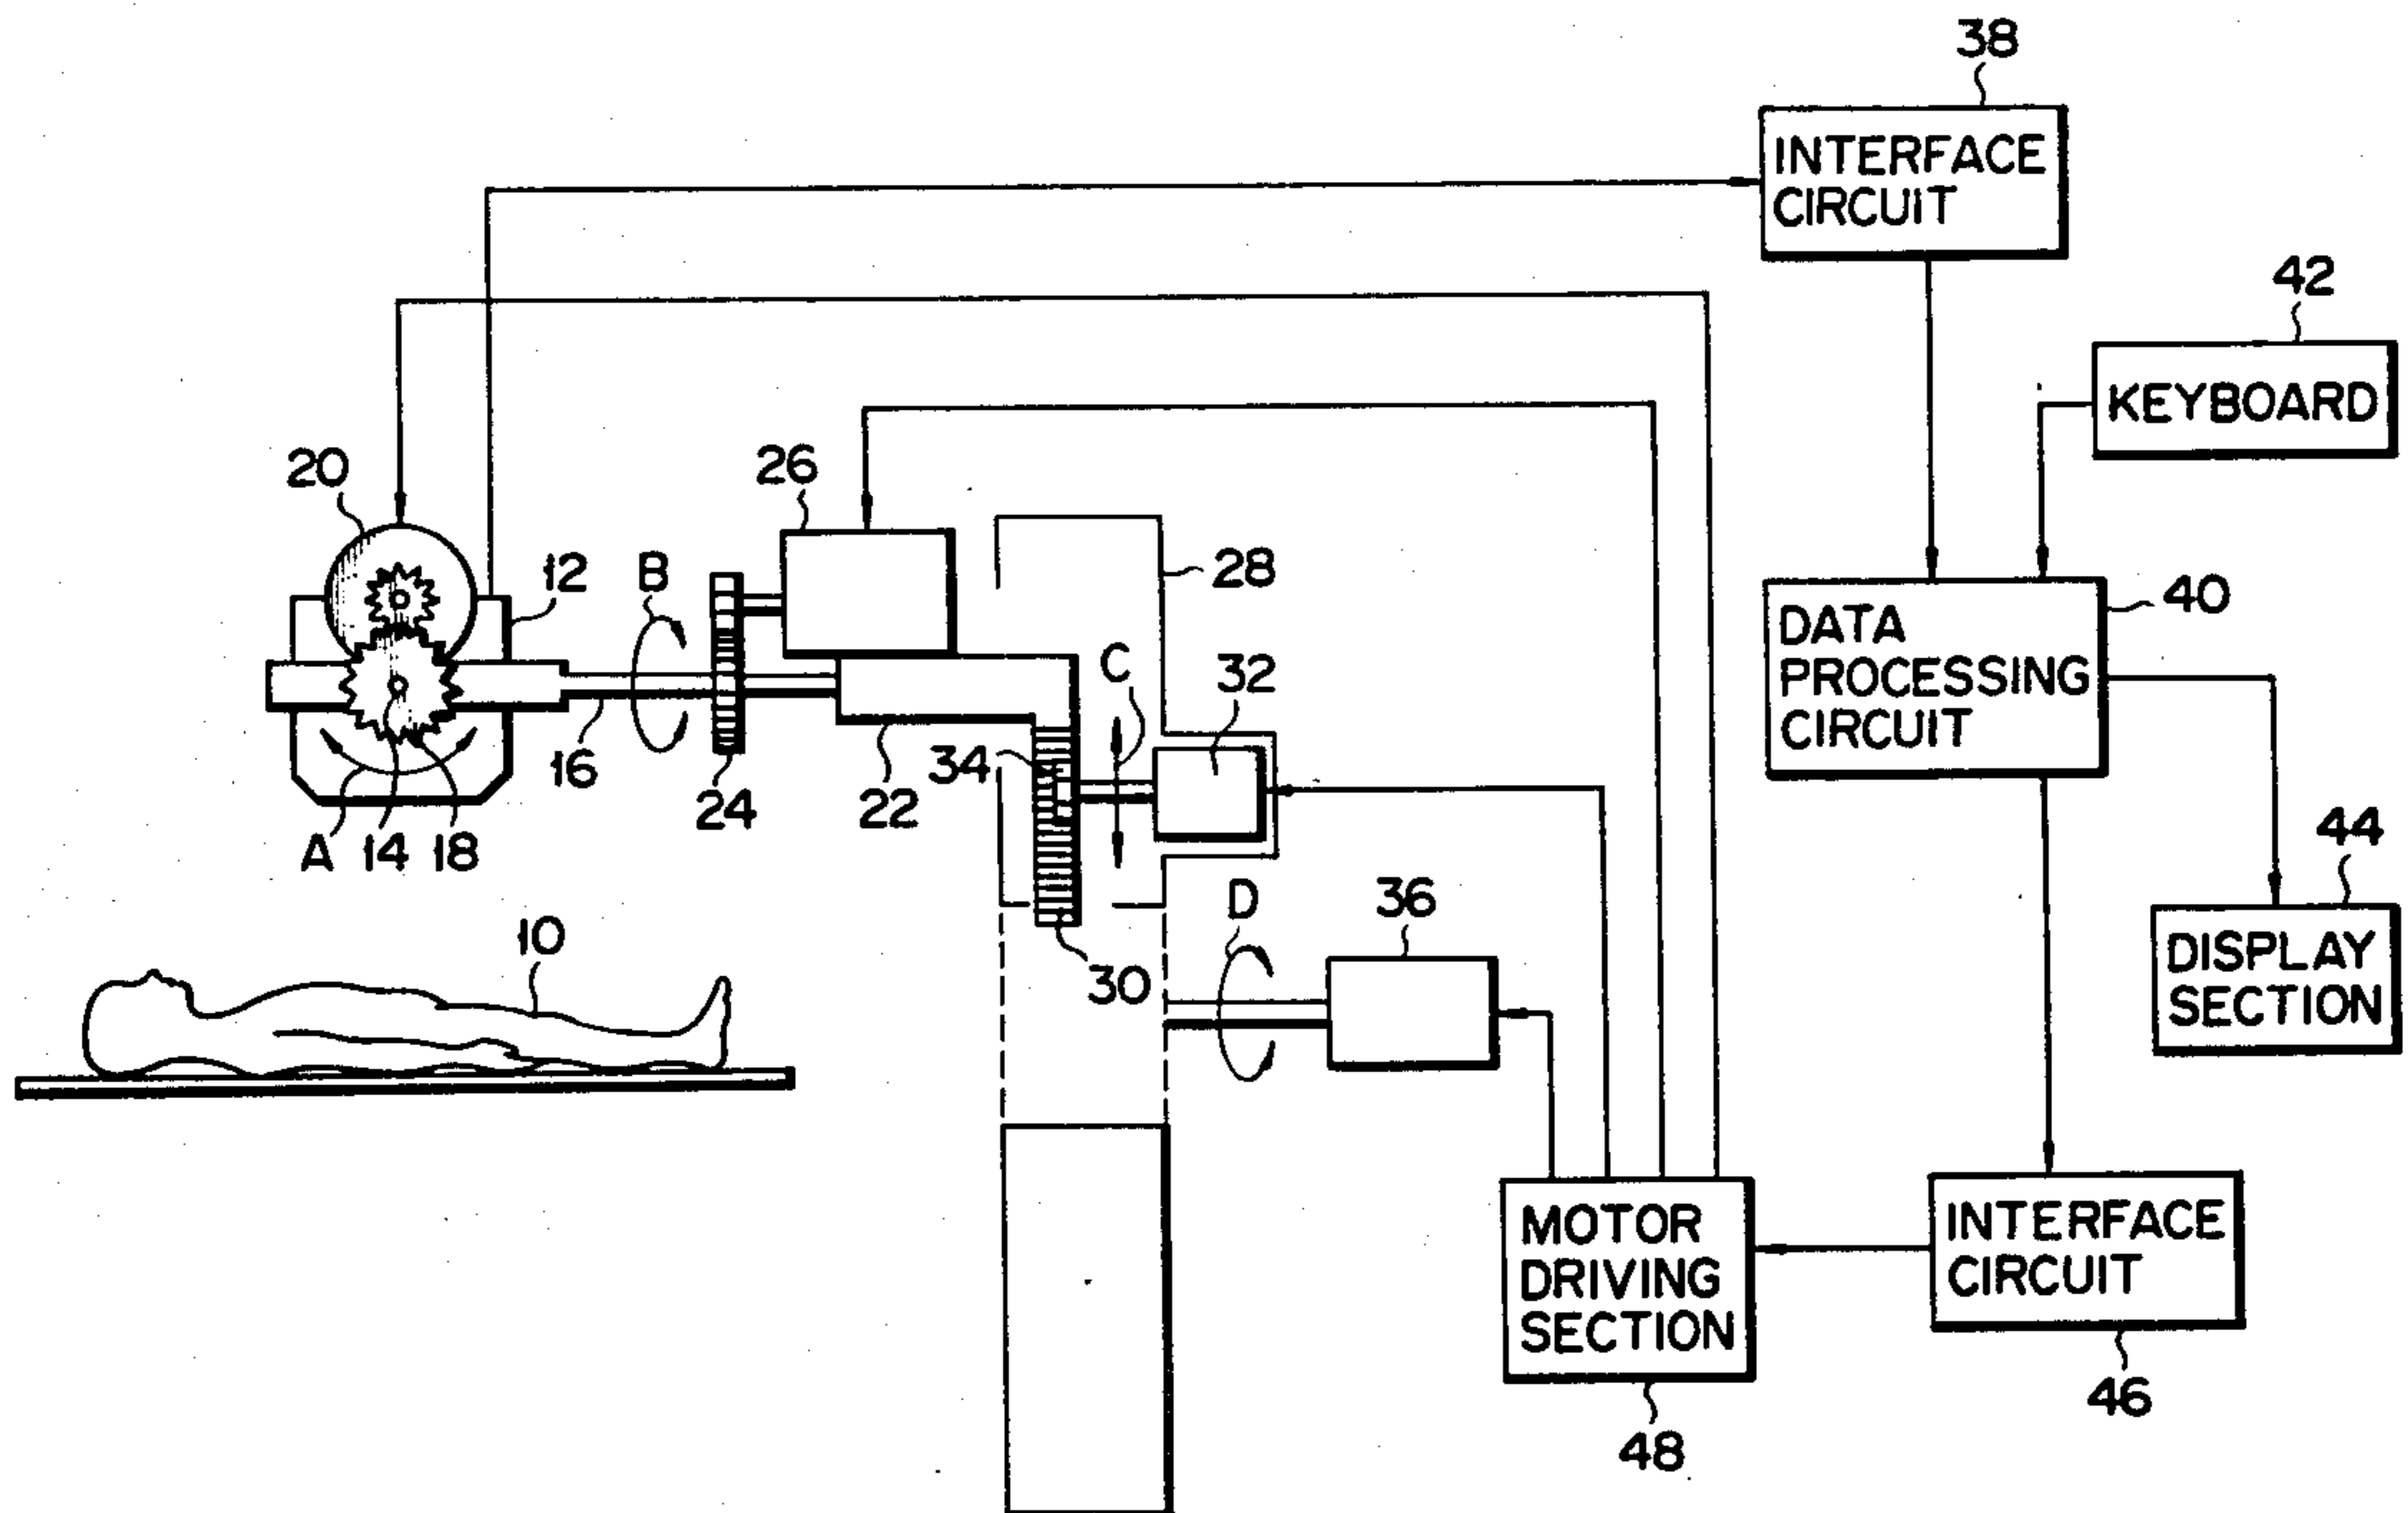 38
INTERFACE
CIRCUIT
42
KEYBOARD
20
26
12
B
28
40
DATA
PROCESSING
CIRCUIT
C
32
16
34
24
22
A
14
18
44
DISPLAY
SECTION
10
D
36
30
MOTOR
DRIVING
SECTION
INTERFACE
CIRCUIT
46
48